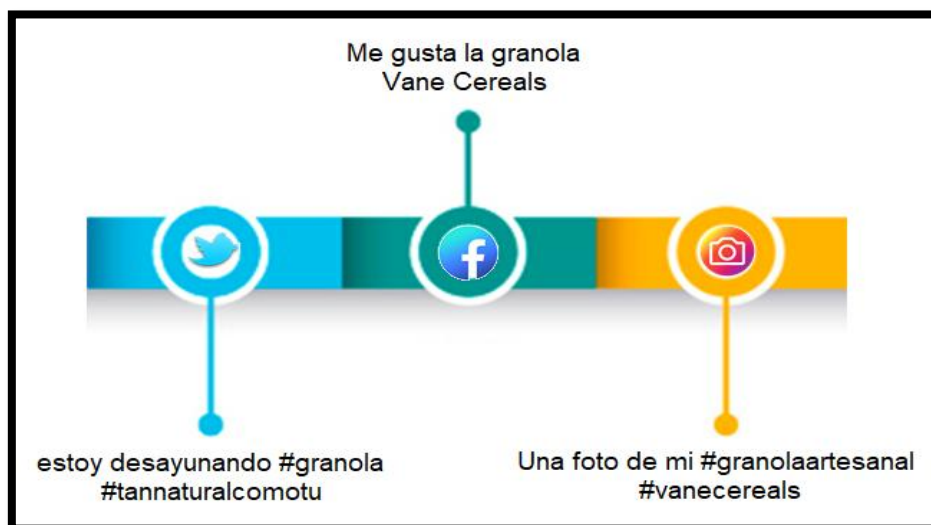 Me gusta la granola
Vane Cereals
estoy desayunando #granola
#tannaturalcomotu
Una foto de mi #granolaartesanal
#vanecereals